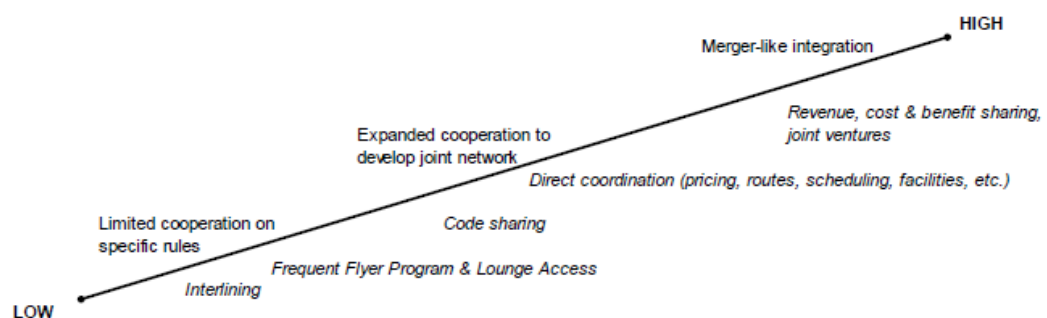 HIGH
Merger-like integration
Revenue, cost & benefit sharing,
joint ventures
Expanded cooperation to
develop joint network
Direct coordination (pricing, routes, scheduling, facilities, etc.)
Limited cooperation on
specific rules
Code sharing
Frequent Flyer Program & Lounge Access
Interlining
LOW